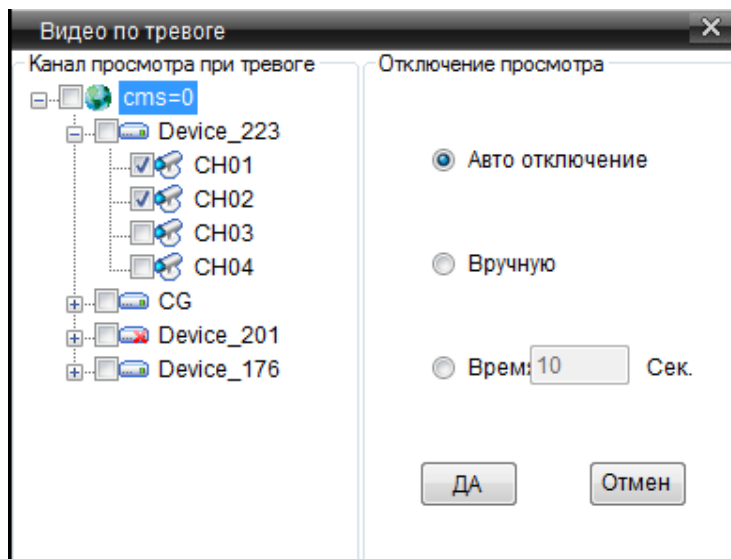 Видео по тревоге
Канал просмотра при тревоге
cms=0
Device_223
CH01
CH02
CH03
CH04
CG
Device_201
Device_176
Отключение просмотра
Авто отключение
Вручную
Время 10 Сек.
ДА
Отмен